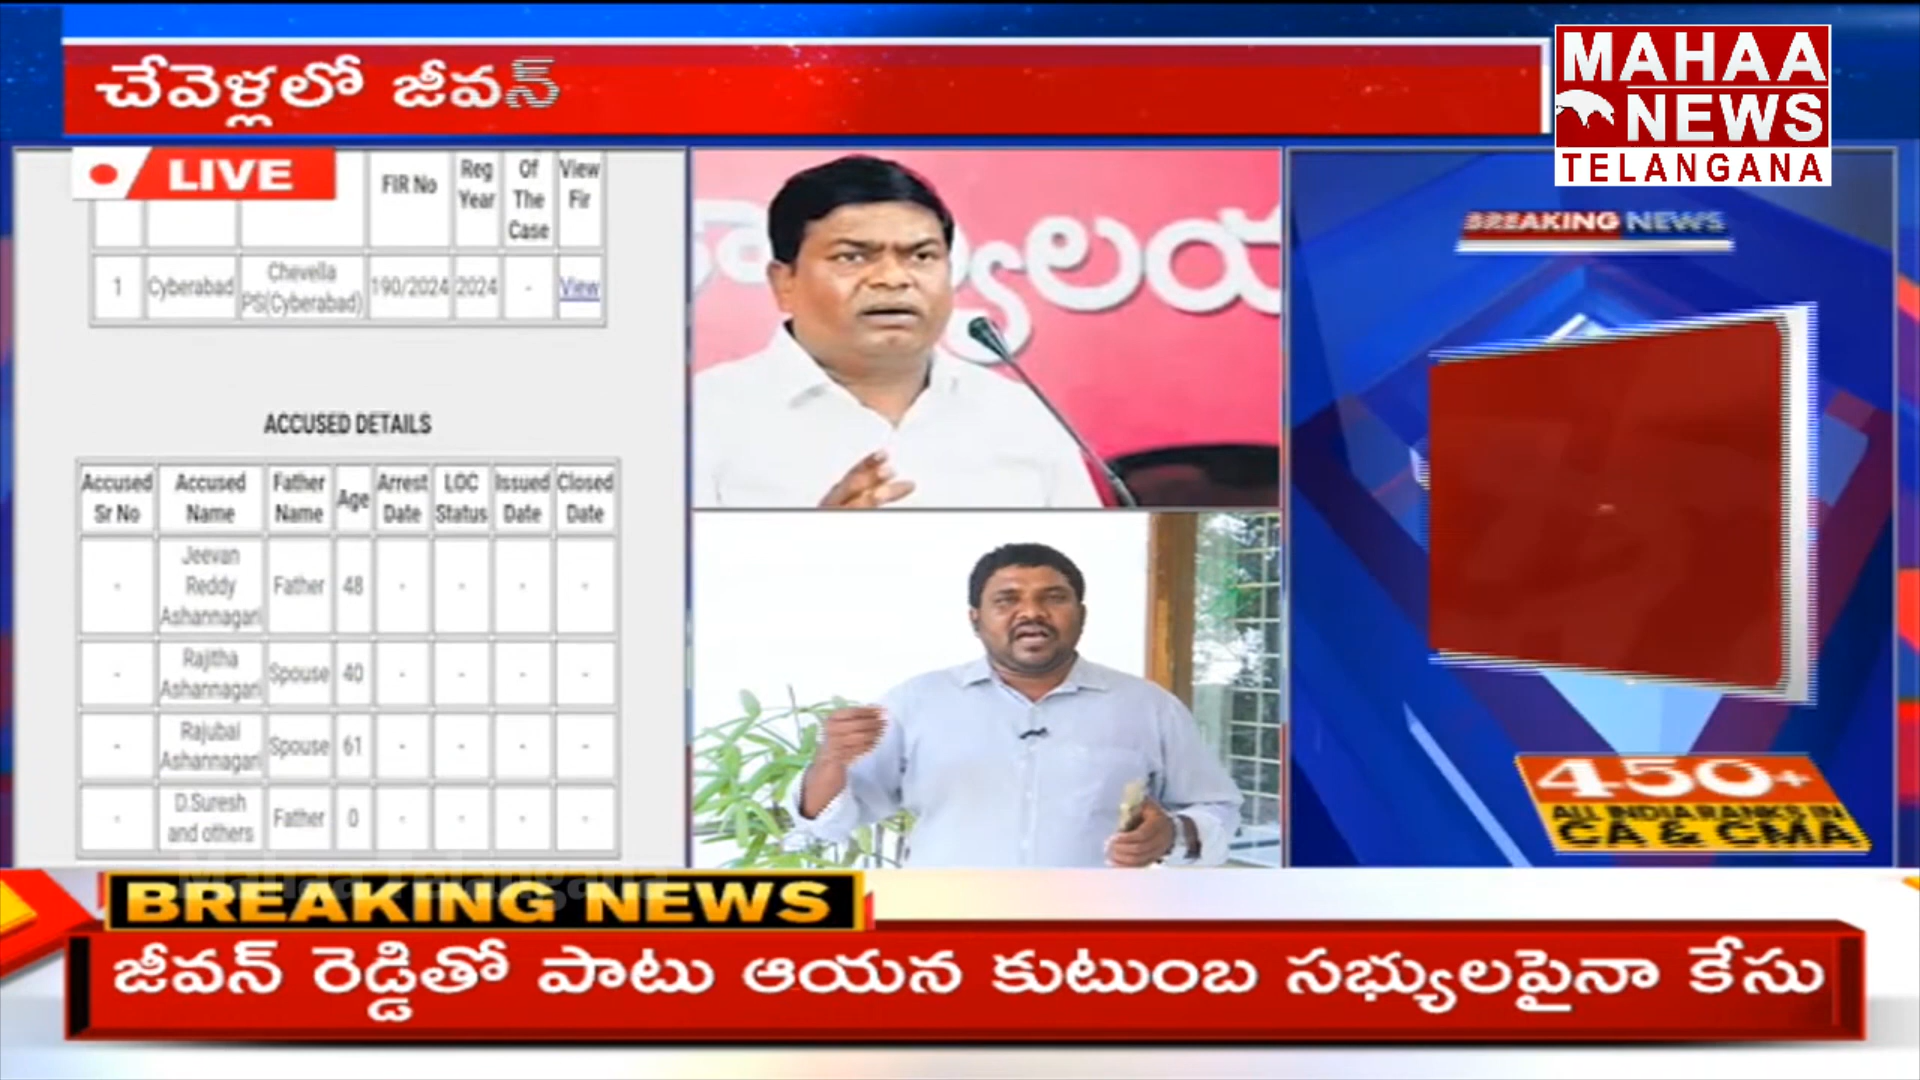 చేవెళ్లలో జీవన్
MAHAA
NEWS
TELANGANA
LIVE
FIR No
Reg Year
Of The Case
View Fir
1 Cyberabad Chevella PS(Cyberabad) 190/2024 2024 - View
ACCUSED DETAILS
Accused Sr No Accused Name Father Name Age Arrest Date LOC Status Issued Date Closed Date
- Jeevan Reddy Ashannagari Father 48 - - - -
- Rajitha Ashannagari Spouse 40 - - - -
- Rajubai Ashannagari Spouse 61 - - - -
- D.Suresh and others Father 0 - - - -
కార్యాలయ
BREAKING NEWS
450+
ALL INDIA RANKS IN
CA & CMA
Mahaa Telangana
BREAKING NEWS
జీవన్ రెడ్డితో పాటు ఆయన కుటుంబ సభ్యులపైనా కేసు